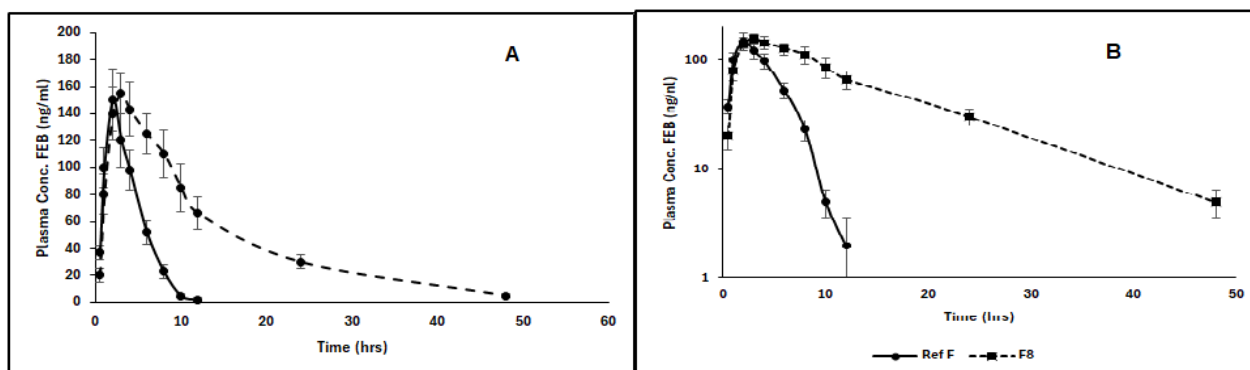 A
Plasma Conc. FEB (ng/ml)
200
180
160
140
120
100
80
60
40
20
0
0 10 20 30 40 50 60
Time (hrs)
B
Plasma Conc. FEB (ng/nl)
100
10
1
0 10 20 30 40 50
Time (hrs)
Ref F F8